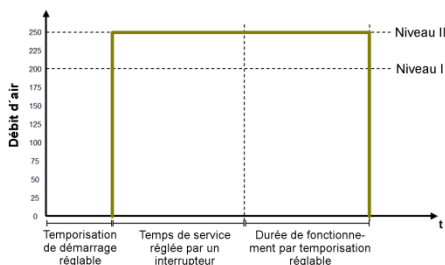 Débit d´air
250
225
200
175
150
125
100
75
50
25
0
Niveau II
Niveau I
t
Temporisation
de démarrage
réglable
Temps de service
réglée par un
interrupteur
Durée de fonctionne-
ment par temporisation
réglable